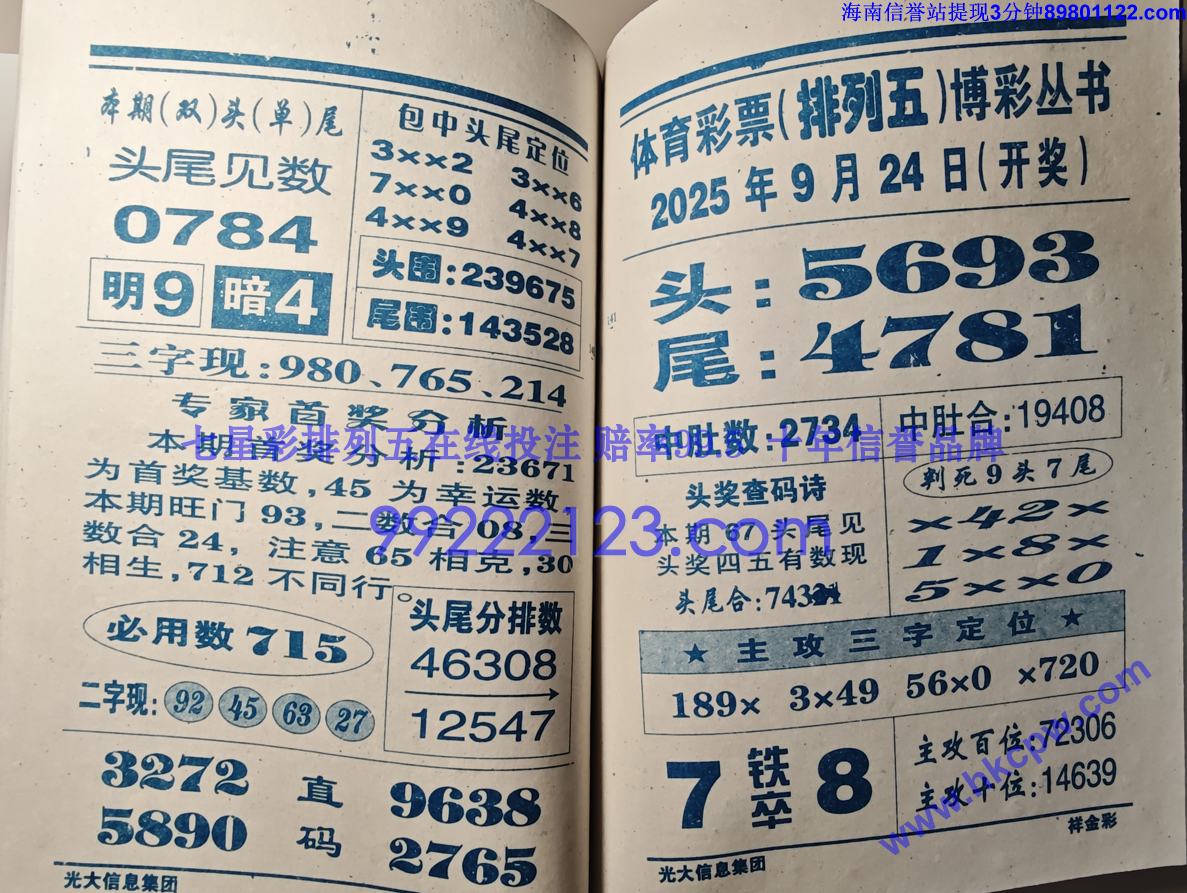 海南信誉站提现3分钟89801122.com
本期(双)头(单)尾
头尾见数
0784
明9 暗4
包中头尾定位
3××2 3××6
7××0 4××8
4××9 4××7
头围:239675
尾围:143528
三字现:980、765、214
专家首奖分析
本期首奖分析:23671
为首奖基数,45为幸运数,
本期旺门93,二数合08,三
数合24,注意65相克,30
相生,712不同行。
必用数715
二字现: 92 45 63 27
头尾分排数
46308
12547
3272 直 9638
5890 码 2765
光大信息集团
体育彩票(排列五)博彩丛书
2025年9月24日(开奖)
头:5693
尾:4781
中肚数:2734
中肚合:19408
头奖查码诗
本期67头尾见
头奖四五有数现
头尾合:743
判死9头7尾
×42×
1×8×
5××0
★主攻三字定位★
189× 3×49 56×0 ×720
7铁卒8
主攻百位:72306
主攻十位:14639
祥金彩
光大信息集团
七星彩排列五在线投注 赔率9 十年信誉品牌
99222123.com
www.bkcpw.com